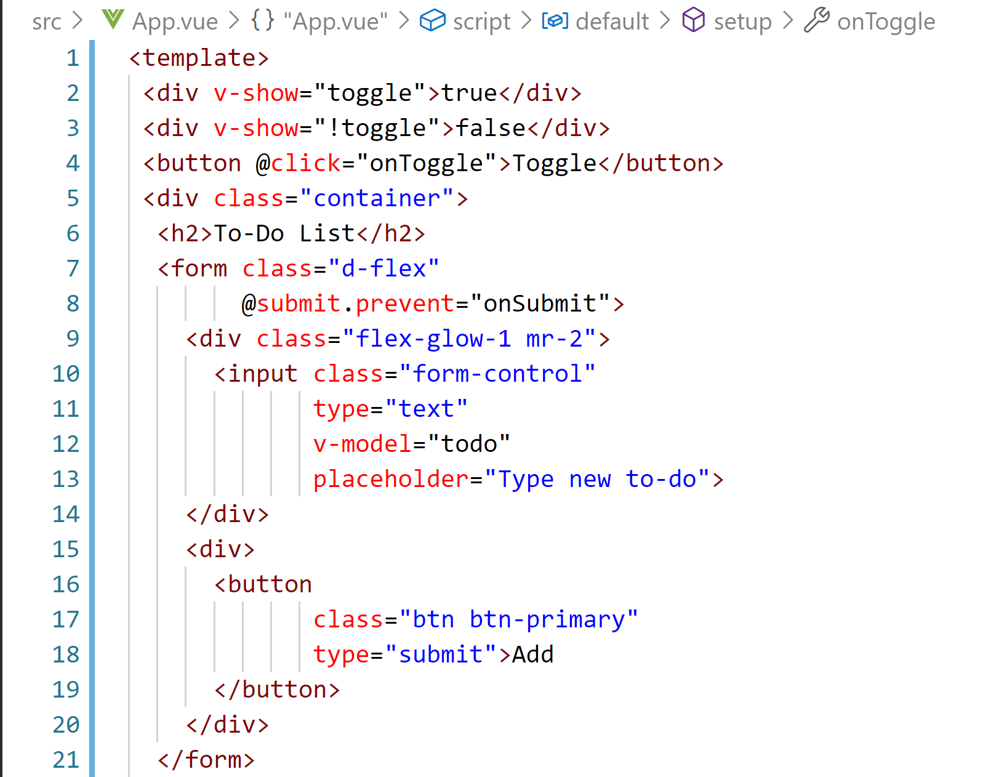 src > App.vue > {} "App.vue" > script > default > setup > onToggle
1 <template>
2 <div v-show="toggle">true</div>
3 <div v-show="!toggle">false</div>
4 <button @click="onToggle">Toggle</button>
5 <div class="container">
6 <h2>To-Do List</h2>
7 <form class="d-flex"
8 @submit.prevent="onSubmit">
9 <div class="flex-glow-1 mr-2">
10 <input class="form-control"
11 type="text"
12 v-model="todo"
13 placeholder="Type new to-do">
14 </div>
15 <div>
16 <button
17 class="btn btn-primary"
18 type="submit">Add
19 </button>
20 </div>
21 </form>